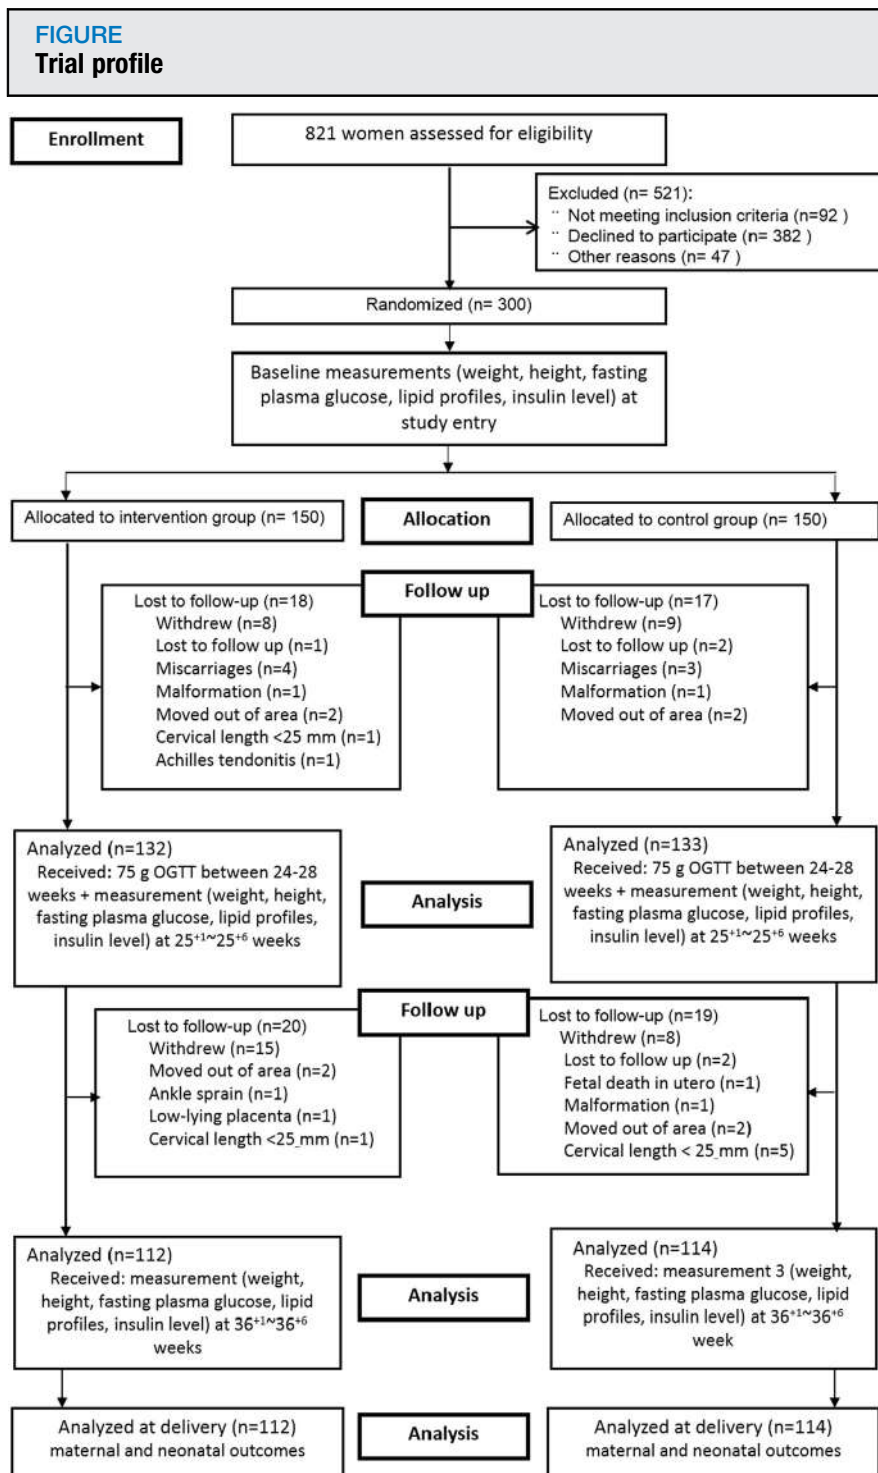 FIGURE
Trial profile
Enrollment
821 women assessed for eligibility
Excluded (n= 521):
¨ Not meeting inclusion criteria (n=92 )
¨ Declined to participate (n= 382 )
¨ Other reasons (n= 47 )
Randomized (n= 300)
Baseline measurements (weight, height, fasting
plasma glucose, lipid profiles, insulin level) at
study entry
Allocated to intervention group (n= 150)
Allocation
Allocated to control group (n= 150)
Follow up
Lost to follow-up (n=18)
Withdrew (n=8)
Lost to follow up (n=1)
Miscarriages (n=4)
Malformation (n=1)
Moved out of area (n=2)
Cervical length <25 mm (n=1)
Achilles tendonitis (n=1)
Lost to follow-up (n=17)
Withdrew (n=9)
Lost to follow up (n=2)
Miscarriages (n=3)
Malformation (n=1)
Moved out of area (n=2)
Analyzed (n=132)
Received: 75 g OGTT between 24-28
weeks + measurement (weight, height,
fasting plasma glucose, lipid profiles,
insulin level) at 25⁺¹~25⁺⁶ weeks
Analysis
Analyzed (n=133)
Received: 75 g OGTT between 24-28
weeks + measurement (weight, height,
fasting plasma glucose, lipid profiles,
insulin level) at 25⁺¹~25⁺⁶ weeks
Follow up
Lost to follow-up (n=20)
Withdrew (n=15)
Moved out of area (n=2)
Ankle sprain (n=1)
Low-lying placenta (n=1)
Cervical length <25 mm (n=1)
Lost to follow-up (n=19)
Withdrew (n=8)
Lost to follow up (n=2)
Fetal death in utero (n=1)
Malformation (n=1)
Moved out of area (n=2)
Cervical length < 25 mm (n=5)
Analyzed (n=112)
Received: measurement (weight,
height, fasting plasma glucose, lipid
profiles, insulin level) at 36⁺¹~36⁺⁶
weeks
Analysis
Analyzed (n=114)
Received: measurement 3 (weight,
height, fasting plasma glucose, lipid
profiles, insulin level) at 36⁺¹~36⁺⁶
week
Analyzed at delivery (n=112)
maternal and neonatal outcomes
Analysis
Analyzed at delivery (n=114)
maternal and neonatal outcomes